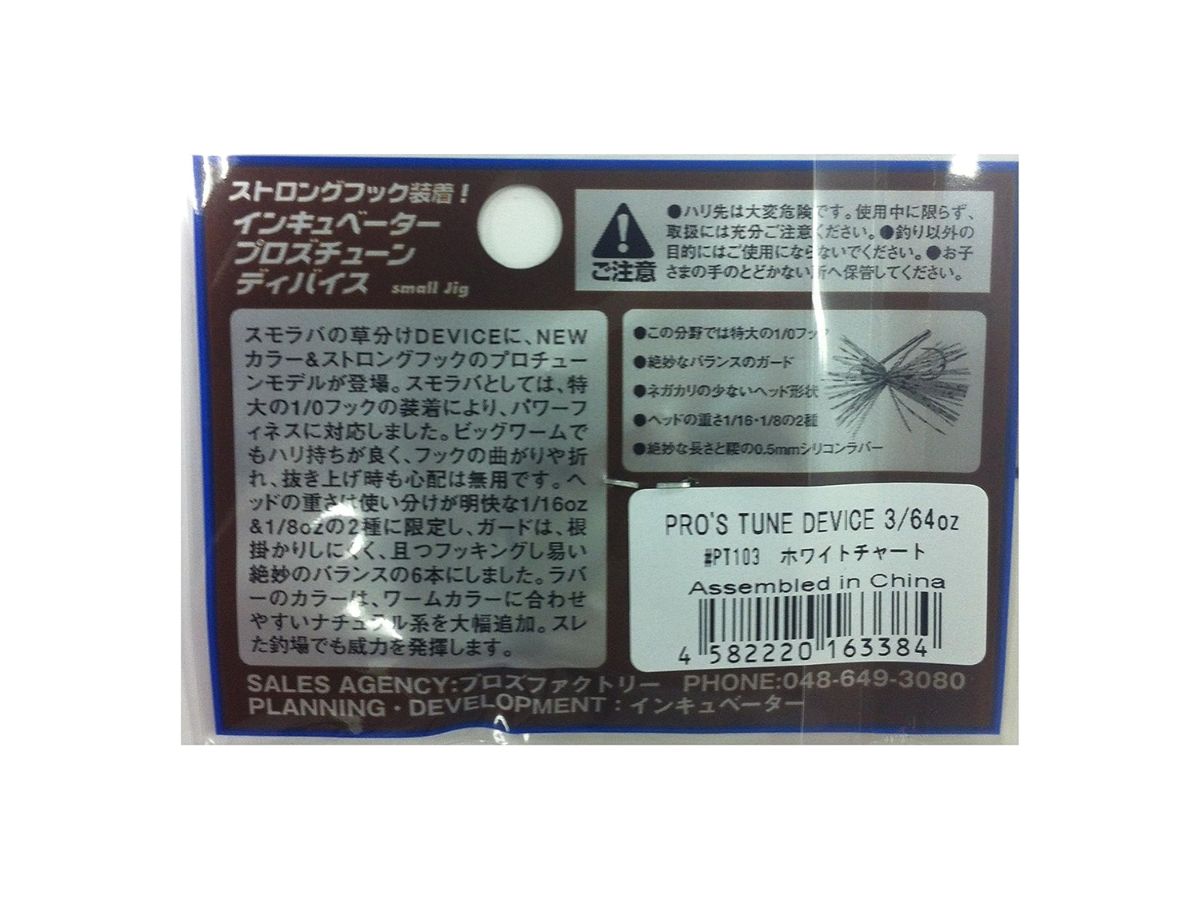 ストロングフック装着！
インキュベーター
プロズチューン
ディバイス small Jig
ご注意
●ハリ先は大変危険です。使用中に限らず、
取扱には充分ご注意ください。●釣り以外の
目的にはご使用にならないでください。●お子
さまの手のとどかない所へ保管してください。
スモラバの草分けDEVICEに、NEW
カラー&ストロングフックのプロチュー
ンモデルが登場。スモラバとしては、特
大の1/0フックの装着により、パワーフ
ィネスに対応しました。ビッグワームで
もハリ持ちが良く、フックの曲がりや折
れ、抜き上げ時も心配は無用です。ヘ
ッドの重さは使い分けが明快な1/16oz
&1/8ozの2種に限定し、ガードは、根
掛かりしにくく、且つフッキングし易い
絶妙のバランスの6本にしました。ラバ
ーのカラーは、ワームカラーに合わせ
やすいナチュラル系を大幅追加。スレ
た釣場でも威力を発揮します。
●この分野では特大の1/0フック
●絶妙なバランスのガード
●ネガカリの少ないヘッド形状
●ヘッドの重さ1/16・1/8の2種
●絶妙な長さと腰の0.5mmシリコンラバー
PRO'S TUNE DEVICE 3/64oz
#PT103 ホワイトチャート
Assembled in China
4 582220 163384
SALES AGENCY:プロズファクトリー PHONE:048-649-3080
PLANNING・DEVELOPMENT：インキュベーター